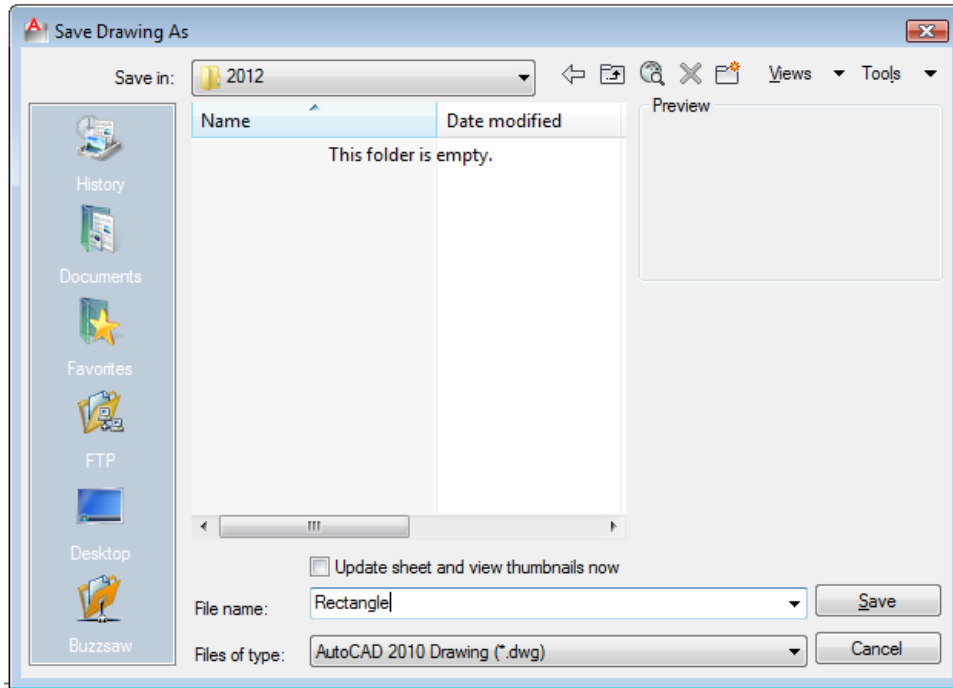 Save Drawing As
Save in: 2012 Views Tools
Name Date modified Preview
This folder is empty.
History
Documents
Favorites
FTP
Desktop
Buzzsaw
Update sheet and view thumbnails now
File name: Rectangle Save
Files of type: AutoCAD 2010 Drawing (*.dwg) Cancel